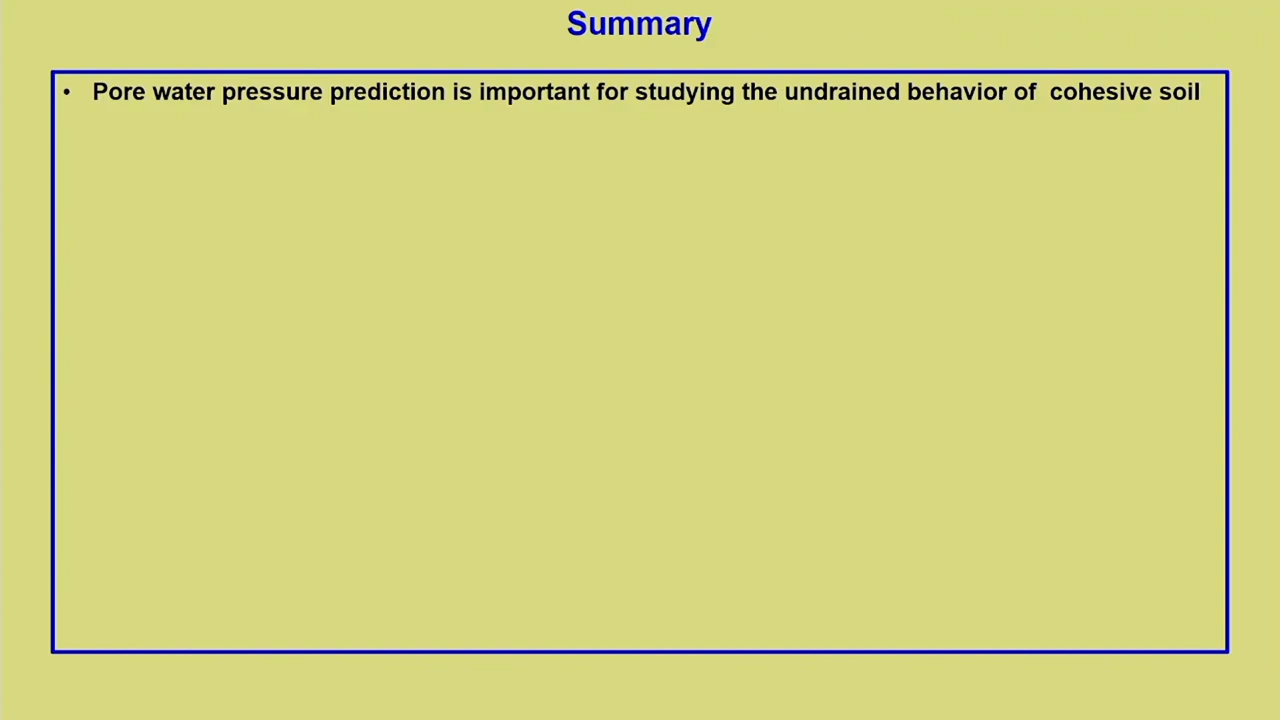 Summary
• Pore water pressure prediction is important for studying the undrained behavior of  cohesive soil